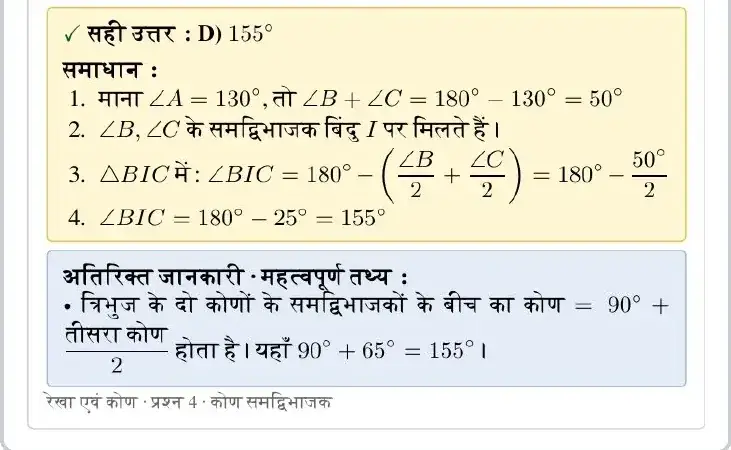 ✓ सही उत्तर : D) 155°
समाधान :
1. माना ∠A = 130°, तो ∠B + ∠C = 180° − 130° = 50°
2. ∠B, ∠C के समद्विभाजक बिंदु I पर मिलते हैं।
3. △BIC में : ∠BIC = 180° − (∠B/2 + ∠C/2) = 180° − 50°/2
4. ∠BIC = 180° − 25° = 155°
अतिरिक्त जानकारी · महत्वपूर्ण तथ्य :
• त्रिभुज के दो कोणों के समद्विभाजकों के बीच का कोण = 90° +
तीसरा कोण/2 होता है। यहाँ 90° + 65° = 155°।
रेखा एवं कोण · प्रश्न 4 · कोण समद्विभाजक